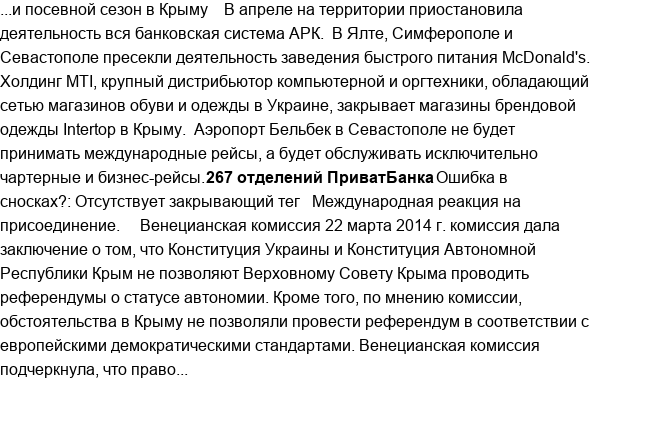 ...и посевной сезон в Крыму    В апреле на территории приостановила
деятельность вся банковская система АРК.  В Ялте, Симферополе и
Севастополе пресекли деятельность заведения быстрого питания McDonald's.
Холдинг MTI, крупный дистрибьютор компьютерной и оргтехники, обладающий
сетью магазинов обуви и одежды в Украине, закрывает магазины брендовой
одежды Intertop в Крыму.  Аэропорт Бельбек в Севастополе не будет
принимать международные рейсы, а будет обслуживать исключительно
чартерные и бизнес-рейсы.267 отделений ПриватБанкаОшибка в
сносках?: Отсутствует закрывающий тег   Международная реакция на
присоединение.     Венецианская комиссия 22 марта 2014 г. комиссия дала
заключение о том, что Конституция Украины и Конституция Автономной
Республики Крым не позволяют Верховному Совету Крыма проводить
референдумы о статусе автономии. Кроме того, по мнению комиссии,
обстоятельства в Крыму не позволяли провести референдум в соответствии с
европейскими демократическими стандартами. Венецианская комиссия
подчеркнула, что право...